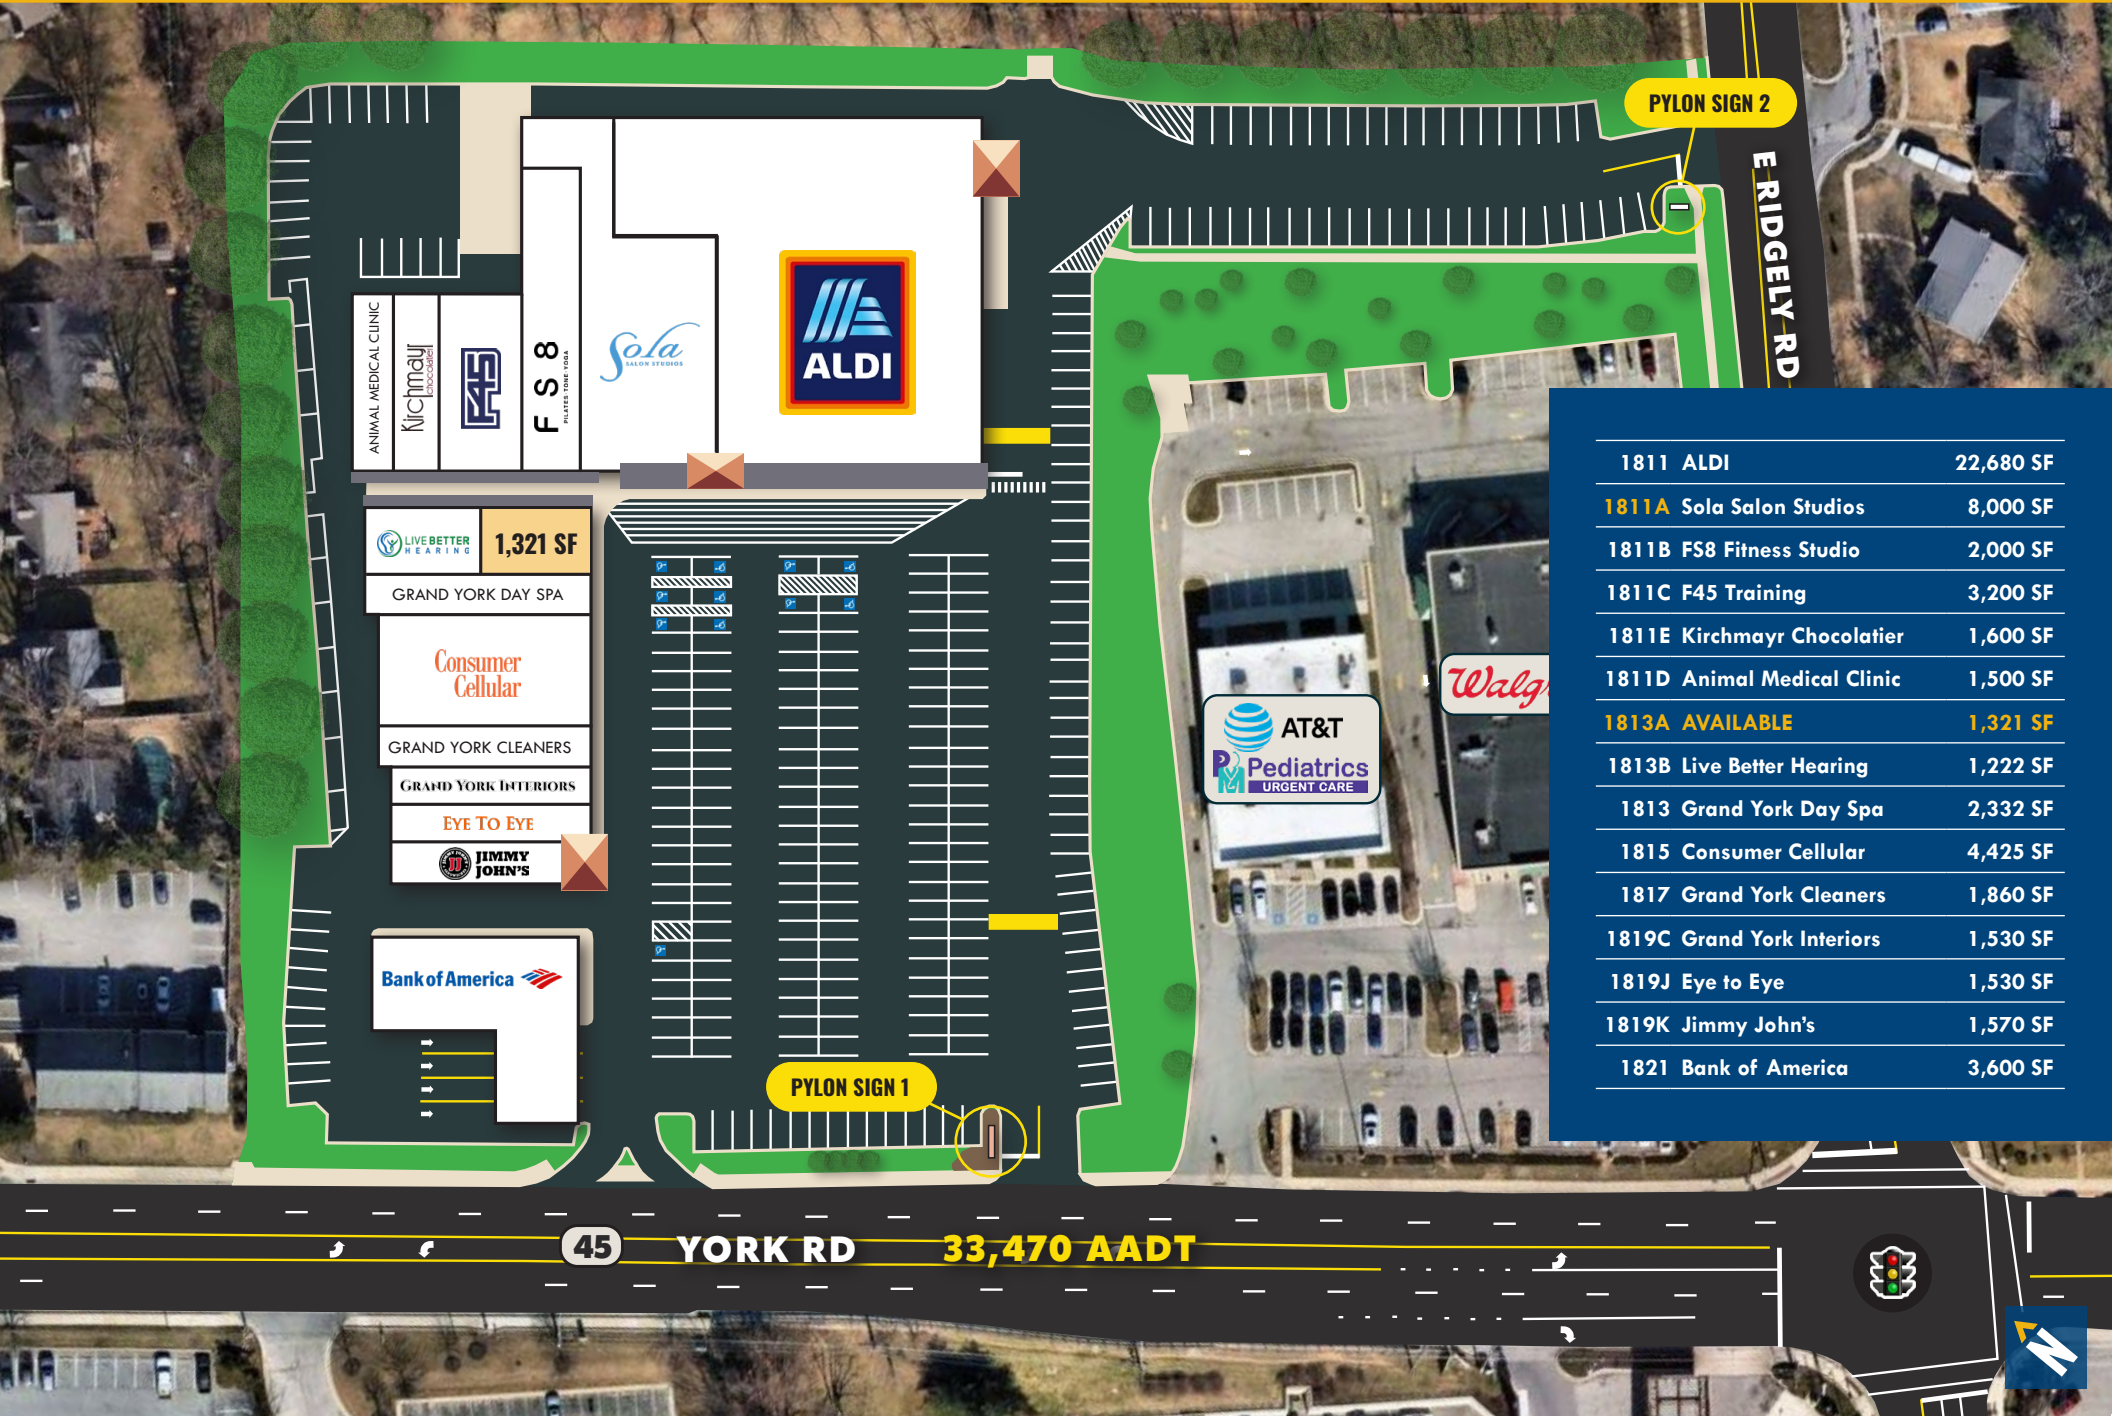 PYLON SIGN 2
E RIDGELY RD
ANIMAL MEDICAL CLINIC
Kirchmayr
chocolatier
F45
FS8
PILATES·TONE·YOGA
Sola
SALON STUDIOS
ALDI
LIVE BETTER
HEARING
1,321 SF
GRAND YORK DAY SPA
Consumer
Cellular
GRAND YORK CLEANERS
GRAND YORK INTERIORS
EYE TO EYE
JJ
JIMMY
JOHN'S
Bank of America
AT&T
PM Pediatrics
URGENT CARE
Walg
PYLON SIGN 1
45
YORK RD
33,470 AADT
1811 ALDI 22,680 SF
1811A Sola Salon Studios 8,000 SF
1811B FS8 Fitness Studio 2,000 SF
1811C F45 Training 3,200 SF
1811E Kirchmayr Chocolatier 1,600 SF
1811D Animal Medical Clinic 1,500 SF
1813A AVAILABLE 1,321 SF
1813B Live Better Hearing 1,222 SF
1813 Grand York Day Spa 2,332 SF
1815 Consumer Cellular 4,425 SF
1817 Grand York Cleaners 1,860 SF
1819C Grand York Interiors 1,530 SF
1819J Eye to Eye 1,530 SF
1819K Jimmy John's 1,570 SF
1821 Bank of America 3,600 SF
N